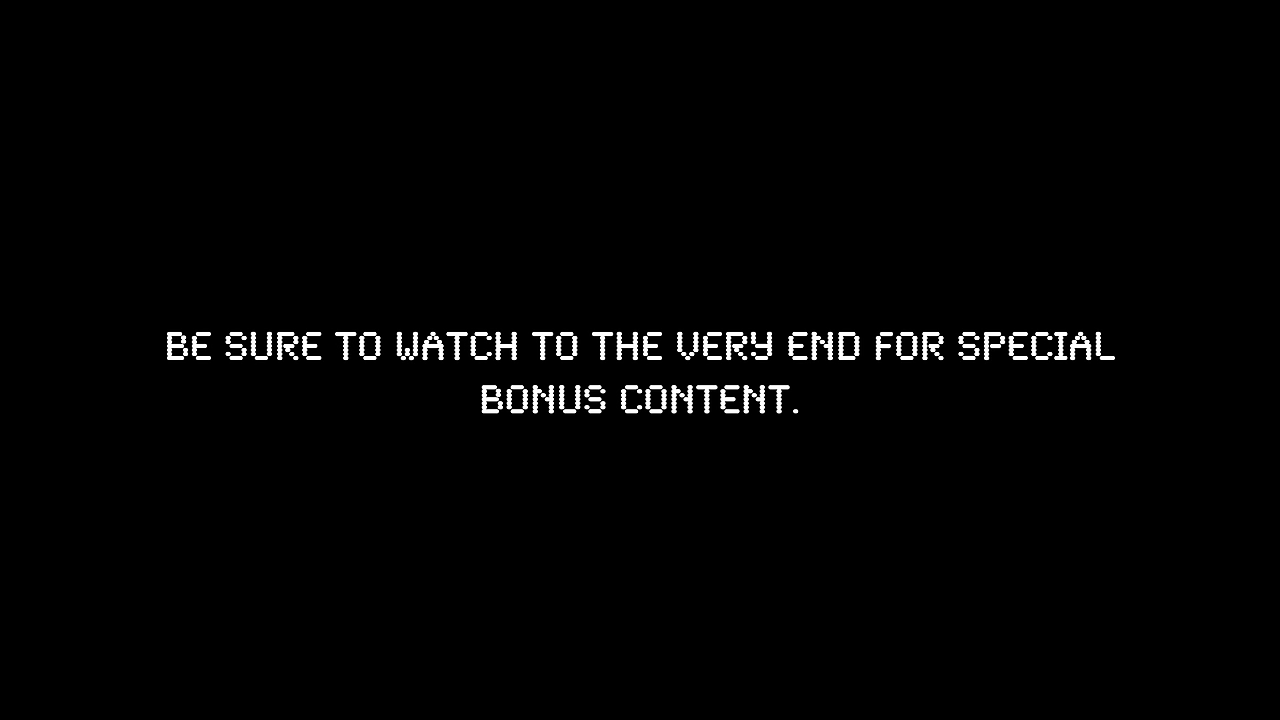 BE SURE TO WATCH TO THE VERY END FOR SPECIAL
BONUS CONTENT.